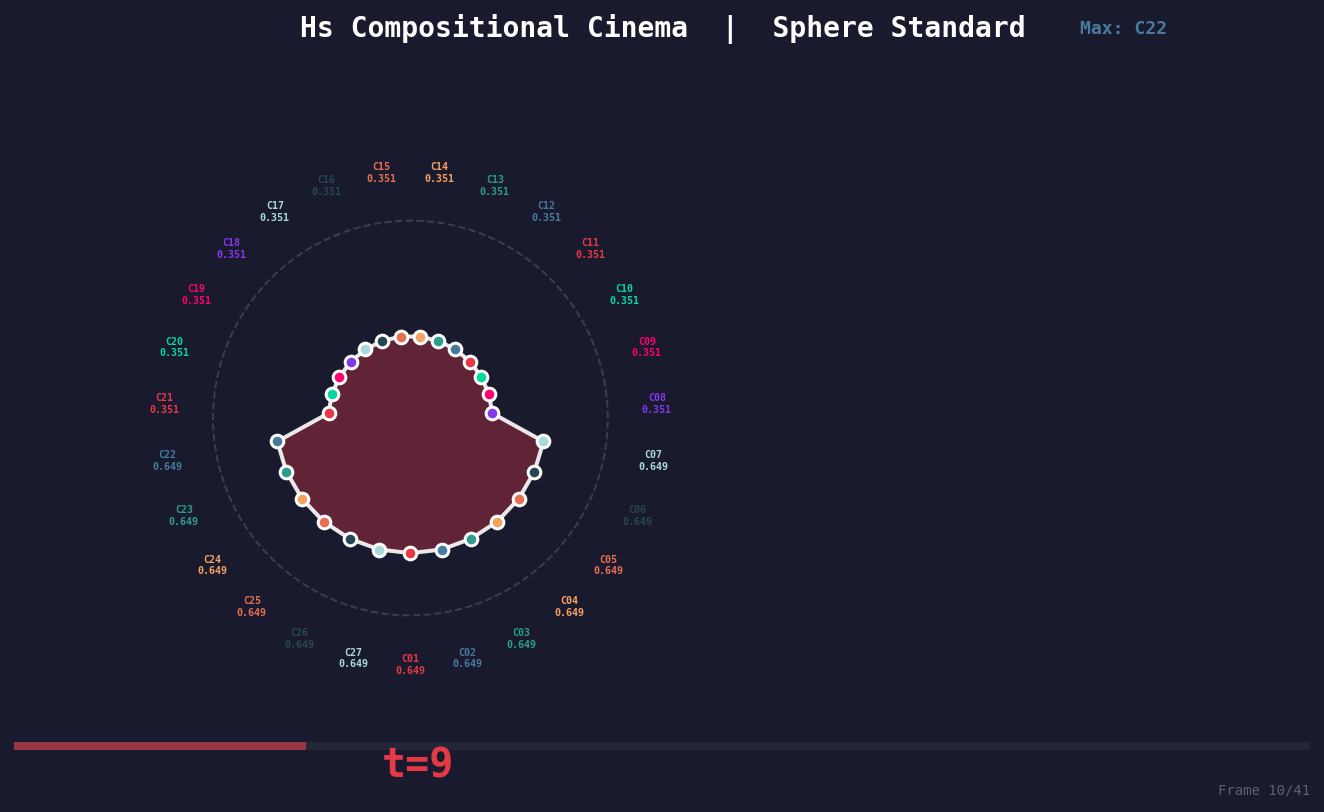 Hs Compositional Cinema | Sphere Standard
Max: C22
C15
0.351
C14
0.351
C16
0.351
C13
0.351
C17
0.351
C12
0.351
C18
0.351
C11
0.351
C19
0.351
C10
0.351
C20
0.351
C09
0.351
C21
0.351
C08
0.351
C22
0.649
C07
0.649
C23
0.649
C06
0.649
C24
0.649
C05
0.649
C25
0.649
C04
0.649
C26
0.649
C03
0.649
C27
0.649
C02
0.649
C01
0.649
t=9
Frame 10/41